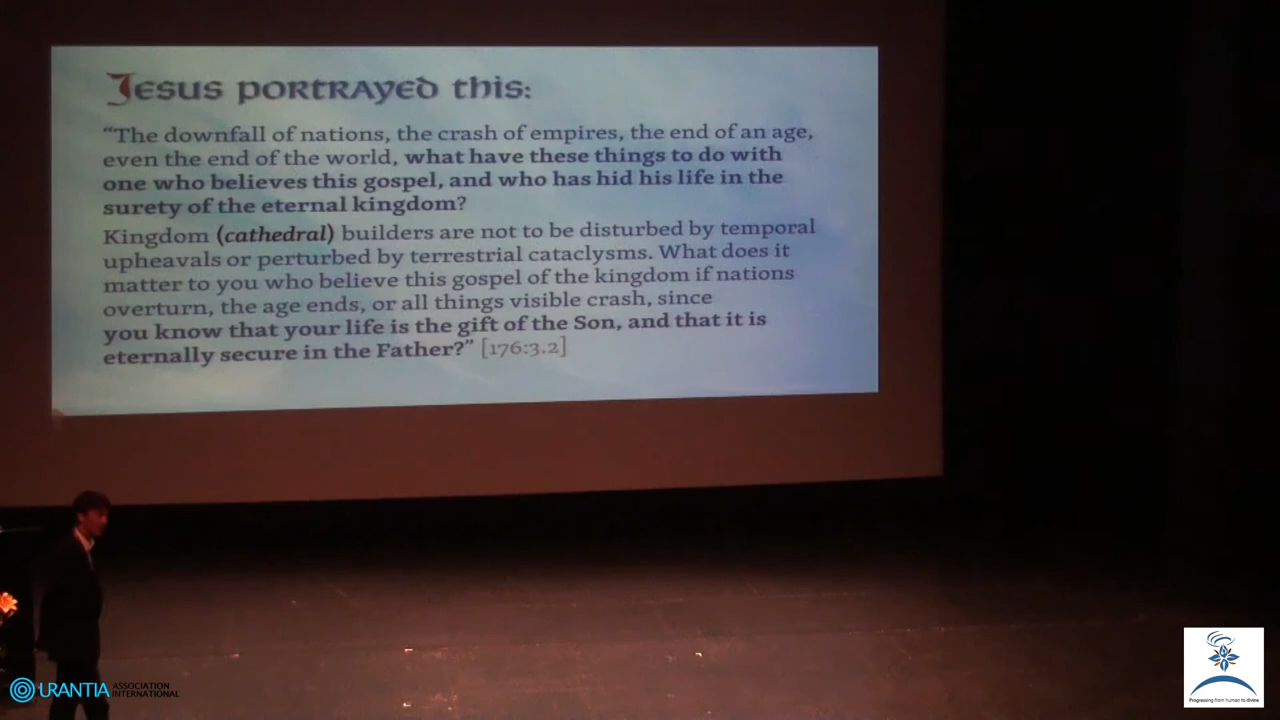 Jesus portrayed this:
“The downfall of nations, the crash of empires, the end of an age,
even the end of the world, what have these things to do with
one who believes this gospel, and who has hid his life in the
surety of the eternal kingdom?
Kingdom (cathedral) builders are not to be disturbed by temporal
upheavals or perturbed by terrestrial cataclysms. What does it
matter to you who believe this gospel of the kingdom if nations
overturn, the age ends, or all things visible crash, since
you know that your life is the gift of the Son, and that it is
eternally secure in the Father?” [176:3.2]
URANTIA ASSOCIATION
INTERNATIONAL
Progressing from human to divine